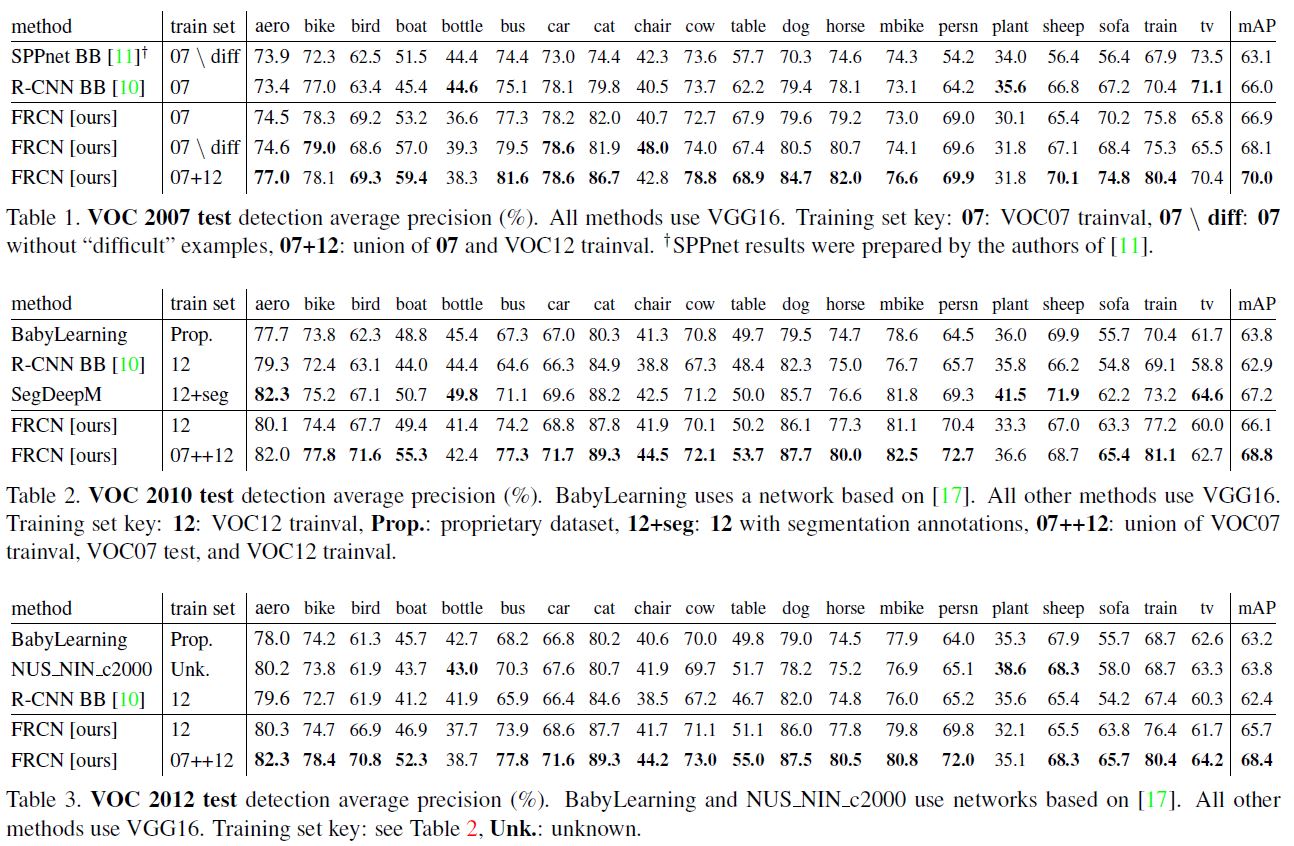 method train set aero bike bird boat bottle bus car cat chair cow table dog horse mbike persn plant sheep sofa train tv mAP
SPPnet BB [11]† 07 \ diff 73.9 72.3 62.5 51.5 44.4 74.4 73.0 74.4 42.3 73.6 57.7 70.3 74.6 74.3 54.2 34.0 56.4 56.4 67.9 73.5 63.1
R-CNN BB [10] 07 73.4 77.0 63.4 45.4 44.6 75.1 78.1 79.8 40.5 73.7 62.2 79.4 78.1 73.1 64.2 35.6 66.8 67.2 70.4 71.1 66.0
FRCN [ours] 07 74.5 78.3 69.2 53.2 36.6 77.3 78.2 82.0 40.7 72.7 67.9 79.6 79.2 73.0 69.0 30.1 65.4 70.2 75.8 65.8 66.9
FRCN [ours] 07 \ diff 74.6 79.0 68.6 57.0 39.3 79.5 78.6 81.9 48.0 74.0 67.4 80.5 80.7 74.1 69.6 31.8 67.1 68.4 75.3 65.5 68.1
FRCN [ours] 07+12 77.0 78.1 69.3 59.4 38.3 81.6 78.6 86.7 42.8 78.8 68.9 84.7 82.0 76.6 69.9 31.8 70.1 74.8 80.4 70.4 70.0
Table 1. VOC 2007 test detection average precision (%). All methods use VGG16. Training set key: 07: VOC07 trainval, 07 \ diff: 07
without “difficult” examples, 07+12: union of 07 and VOC12 trainval. †SPPnet results were prepared by the authors of [11].
method train set aero bike bird boat bottle bus car cat chair cow table dog horse mbike persn plant sheep sofa train tv mAP
BabyLearning Prop. 77.7 73.8 62.3 48.8 45.4 67.3 67.0 80.3 41.3 70.8 49.7 79.5 74.7 78.6 64.5 36.0 69.9 55.7 70.4 61.7 63.8
R-CNN BB [10] 12 79.3 72.4 63.1 44.0 44.4 64.6 66.3 84.9 38.8 67.3 48.4 82.3 75.0 76.7 65.7 35.8 66.2 54.8 69.1 58.8 62.9
SegDeepM 12+seg 82.3 75.2 67.1 50.7 49.8 71.1 69.6 88.2 42.5 71.2 50.0 85.7 76.6 81.8 69.3 41.5 71.9 62.2 73.2 64.6 67.2
FRCN [ours] 12 80.1 74.4 67.7 49.4 41.4 74.2 68.8 87.8 41.9 70.1 50.2 86.1 77.3 81.1 70.4 33.3 67.0 63.3 77.2 60.0 66.1
FRCN [ours] 07++12 82.0 77.8 71.6 55.3 42.4 77.3 71.7 89.3 44.5 72.1 53.7 87.7 80.0 82.5 72.7 36.6 68.7 65.4 81.1 62.7 68.8
Table 2. VOC 2010 test detection average precision (%). BabyLearning uses a network based on [17]. All other methods use VGG16.
Training set key: 12: VOC12 trainval, Prop.: proprietary dataset, 12+seg: 12 with segmentation annotations, 07++12: union of VOC07
trainval, VOC07 test, and VOC12 trainval.
method train set aero bike bird boat bottle bus car cat chair cow table dog horse mbike persn plant sheep sofa train tv mAP
BabyLearning Prop. 78.0 74.2 61.3 45.7 42.7 68.2 66.8 80.2 40.6 70.0 49.8 79.0 74.5 77.9 64.0 35.3 67.9 55.7 68.7 62.6 63.2
NUS_NIN_c2000 Unk. 80.2 73.8 61.9 43.7 43.0 70.3 67.6 80.7 41.9 69.7 51.7 78.2 75.2 76.9 65.1 38.6 68.3 58.0 68.7 63.3 63.8
R-CNN BB [10] 12 79.6 72.7 61.9 41.2 41.9 65.9 66.4 84.6 38.5 67.2 46.7 82.0 74.8 76.0 65.2 35.6 65.4 54.2 67.4 60.3 62.4
FRCN [ours] 12 80.3 74.7 66.9 46.9 37.7 73.9 68.6 87.7 41.7 71.1 51.1 86.0 77.8 79.8 69.8 32.1 65.5 63.8 76.4 61.7 65.7
FRCN [ours] 07++12 82.3 78.4 70.8 52.3 38.7 77.8 71.6 89.3 44.2 73.0 55.0 87.5 80.5 80.8 72.0 35.1 68.3 65.7 80.4 64.2 68.4
Table 3. VOC 2012 test detection average precision (%). BabyLearning and NUS_NIN_c2000 use networks based on [17]. All other
methods use VGG16. Training set key: see Table 2, Unk.: unknown.